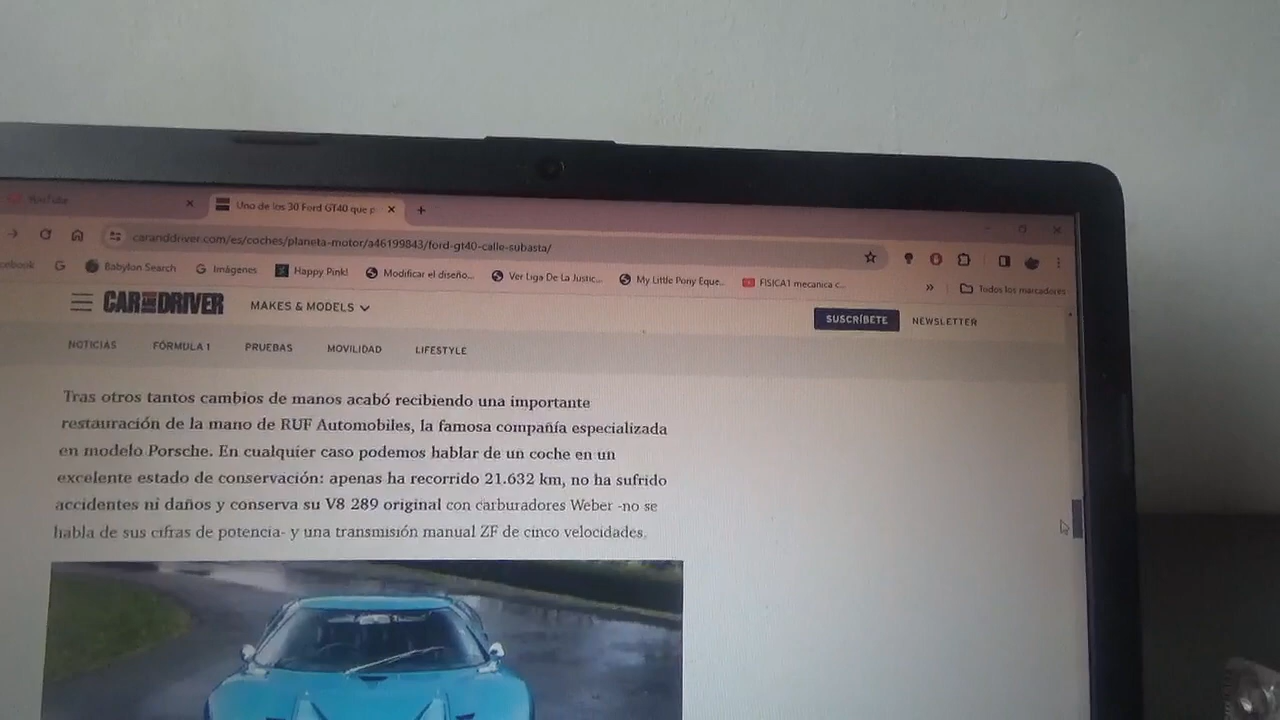 YouTube
Uno de los 30 Ford GT40 que p
caranddriver.com/es/coches/planeta-motor/a46199843/ford-gt40-calle-subasta/
cebook
Babylon Search
Imágenes
Happy Pink!
Modificar el diseño...
Ver Liga De La Justic...
My Little Pony Eque...
FISICA1 mecanica c...
»
Todos los marcadores
CAR AND DRIVER
MAKES & MODELS
SUSCRÍBETE
NEWSLETTER
NOTICIAS
FÓRMULA 1
PRUEBAS
MOVILIDAD
LIFESTYLE
Tras otros tantos cambios de manos acabó recibiendo una importante
restauración de la mano de RUF Automobiles, la famosa compañía especializada
en modelo Porsche. En cualquier caso podemos hablar de un coche en un
excelente estado de conservación: apenas ha recorrido 21.632 km, no ha sufrido
accidentes ni daños y conserva su V8 289 original con carburadores Weber -no se
habla de sus cifras de potencia- y una transmisión manual ZF de cinco velocidades.